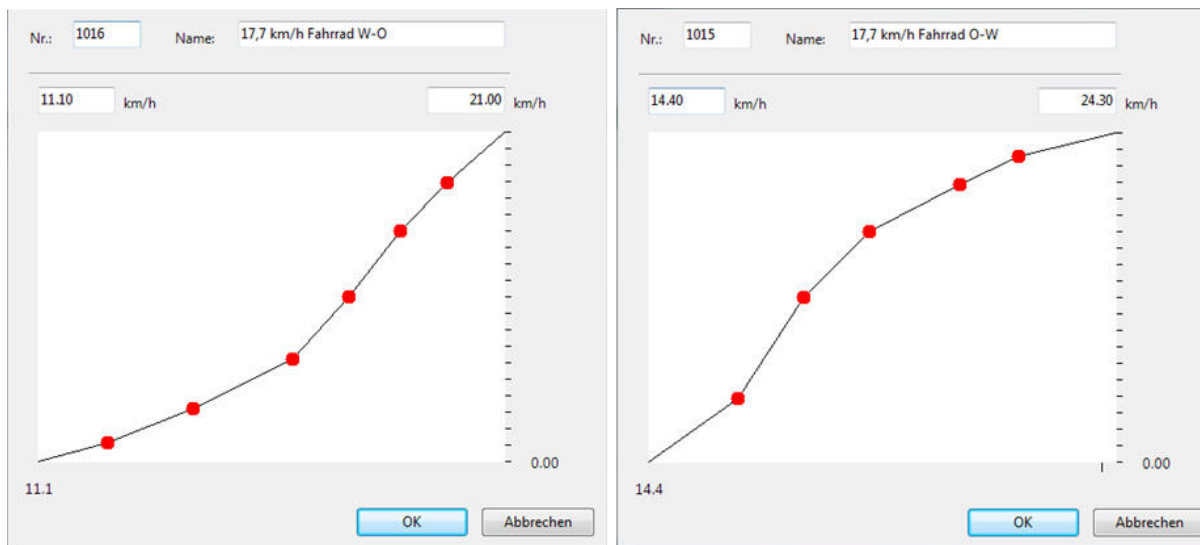 Nr.: 1016 Name: 17,7 km/h Fahrrad W-O
11.10 km/h 21.00 km/h
0.00
11.1
OK Abbrechen
Nr.: 1015 Name: 17,7 km/h Fahrrad O-W
14.40 km/h 24.30 km/h
0.00
14.4
OK Abbrechen